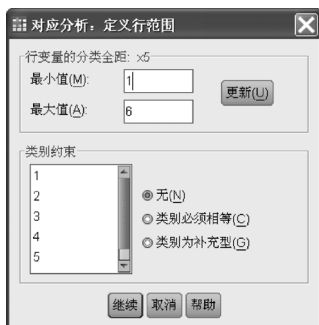 对应分析：定义行范围
行变量的分类全距：x5
最小值(M): 1
更新(U)
最大值(A): 6
类别约束
1
2
3
4
5
无(N)
类别必须相等(C)
类别为补充型(G)
继续 取消 帮助